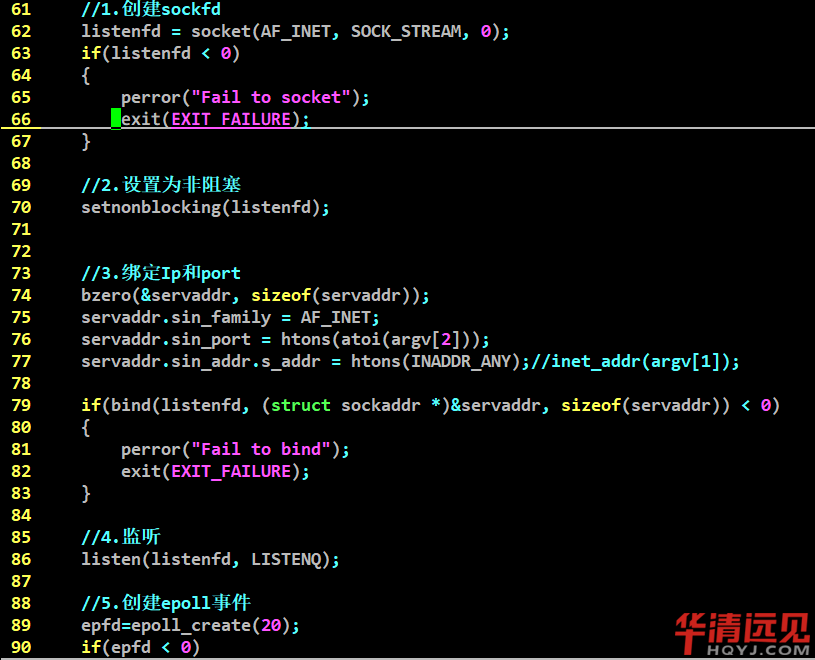 61 //1.创建sockfd
62 listenfd = socket(AF_INET, SOCK_STREAM, 0);
63 if(listenfd < 0)
64 {
65 perror("Fail to socket");
66 exit(EXIT_FAILURE);
67 }
68
69 //2.设置为非阻塞
70 setnonblocking(listenfd);
71
72
73 //3.绑定Ip和port
74 bzero(&servaddr, sizeof(servaddr));
75 servaddr.sin_family = AF_INET;
76 servaddr.sin_port = htons(atoi(argv[2]));
77 servaddr.sin_addr.s_addr = htons(INADDR_ANY);//inet_addr(argv[1]);
78
79 if(bind(listenfd, (struct sockaddr *)&servaddr, sizeof(servaddr)) < 0)
80 {
81 perror("Fail to bind");
82 exit(EXIT_FAILURE);
83 }
84
85 //4.监听
86 listen(listenfd, LISTENQ);
87
88 //5.创建epoll事件
89 epfd=epoll_create(20);
90 if(epfd < 0)
华清远见
HQYJ.COM